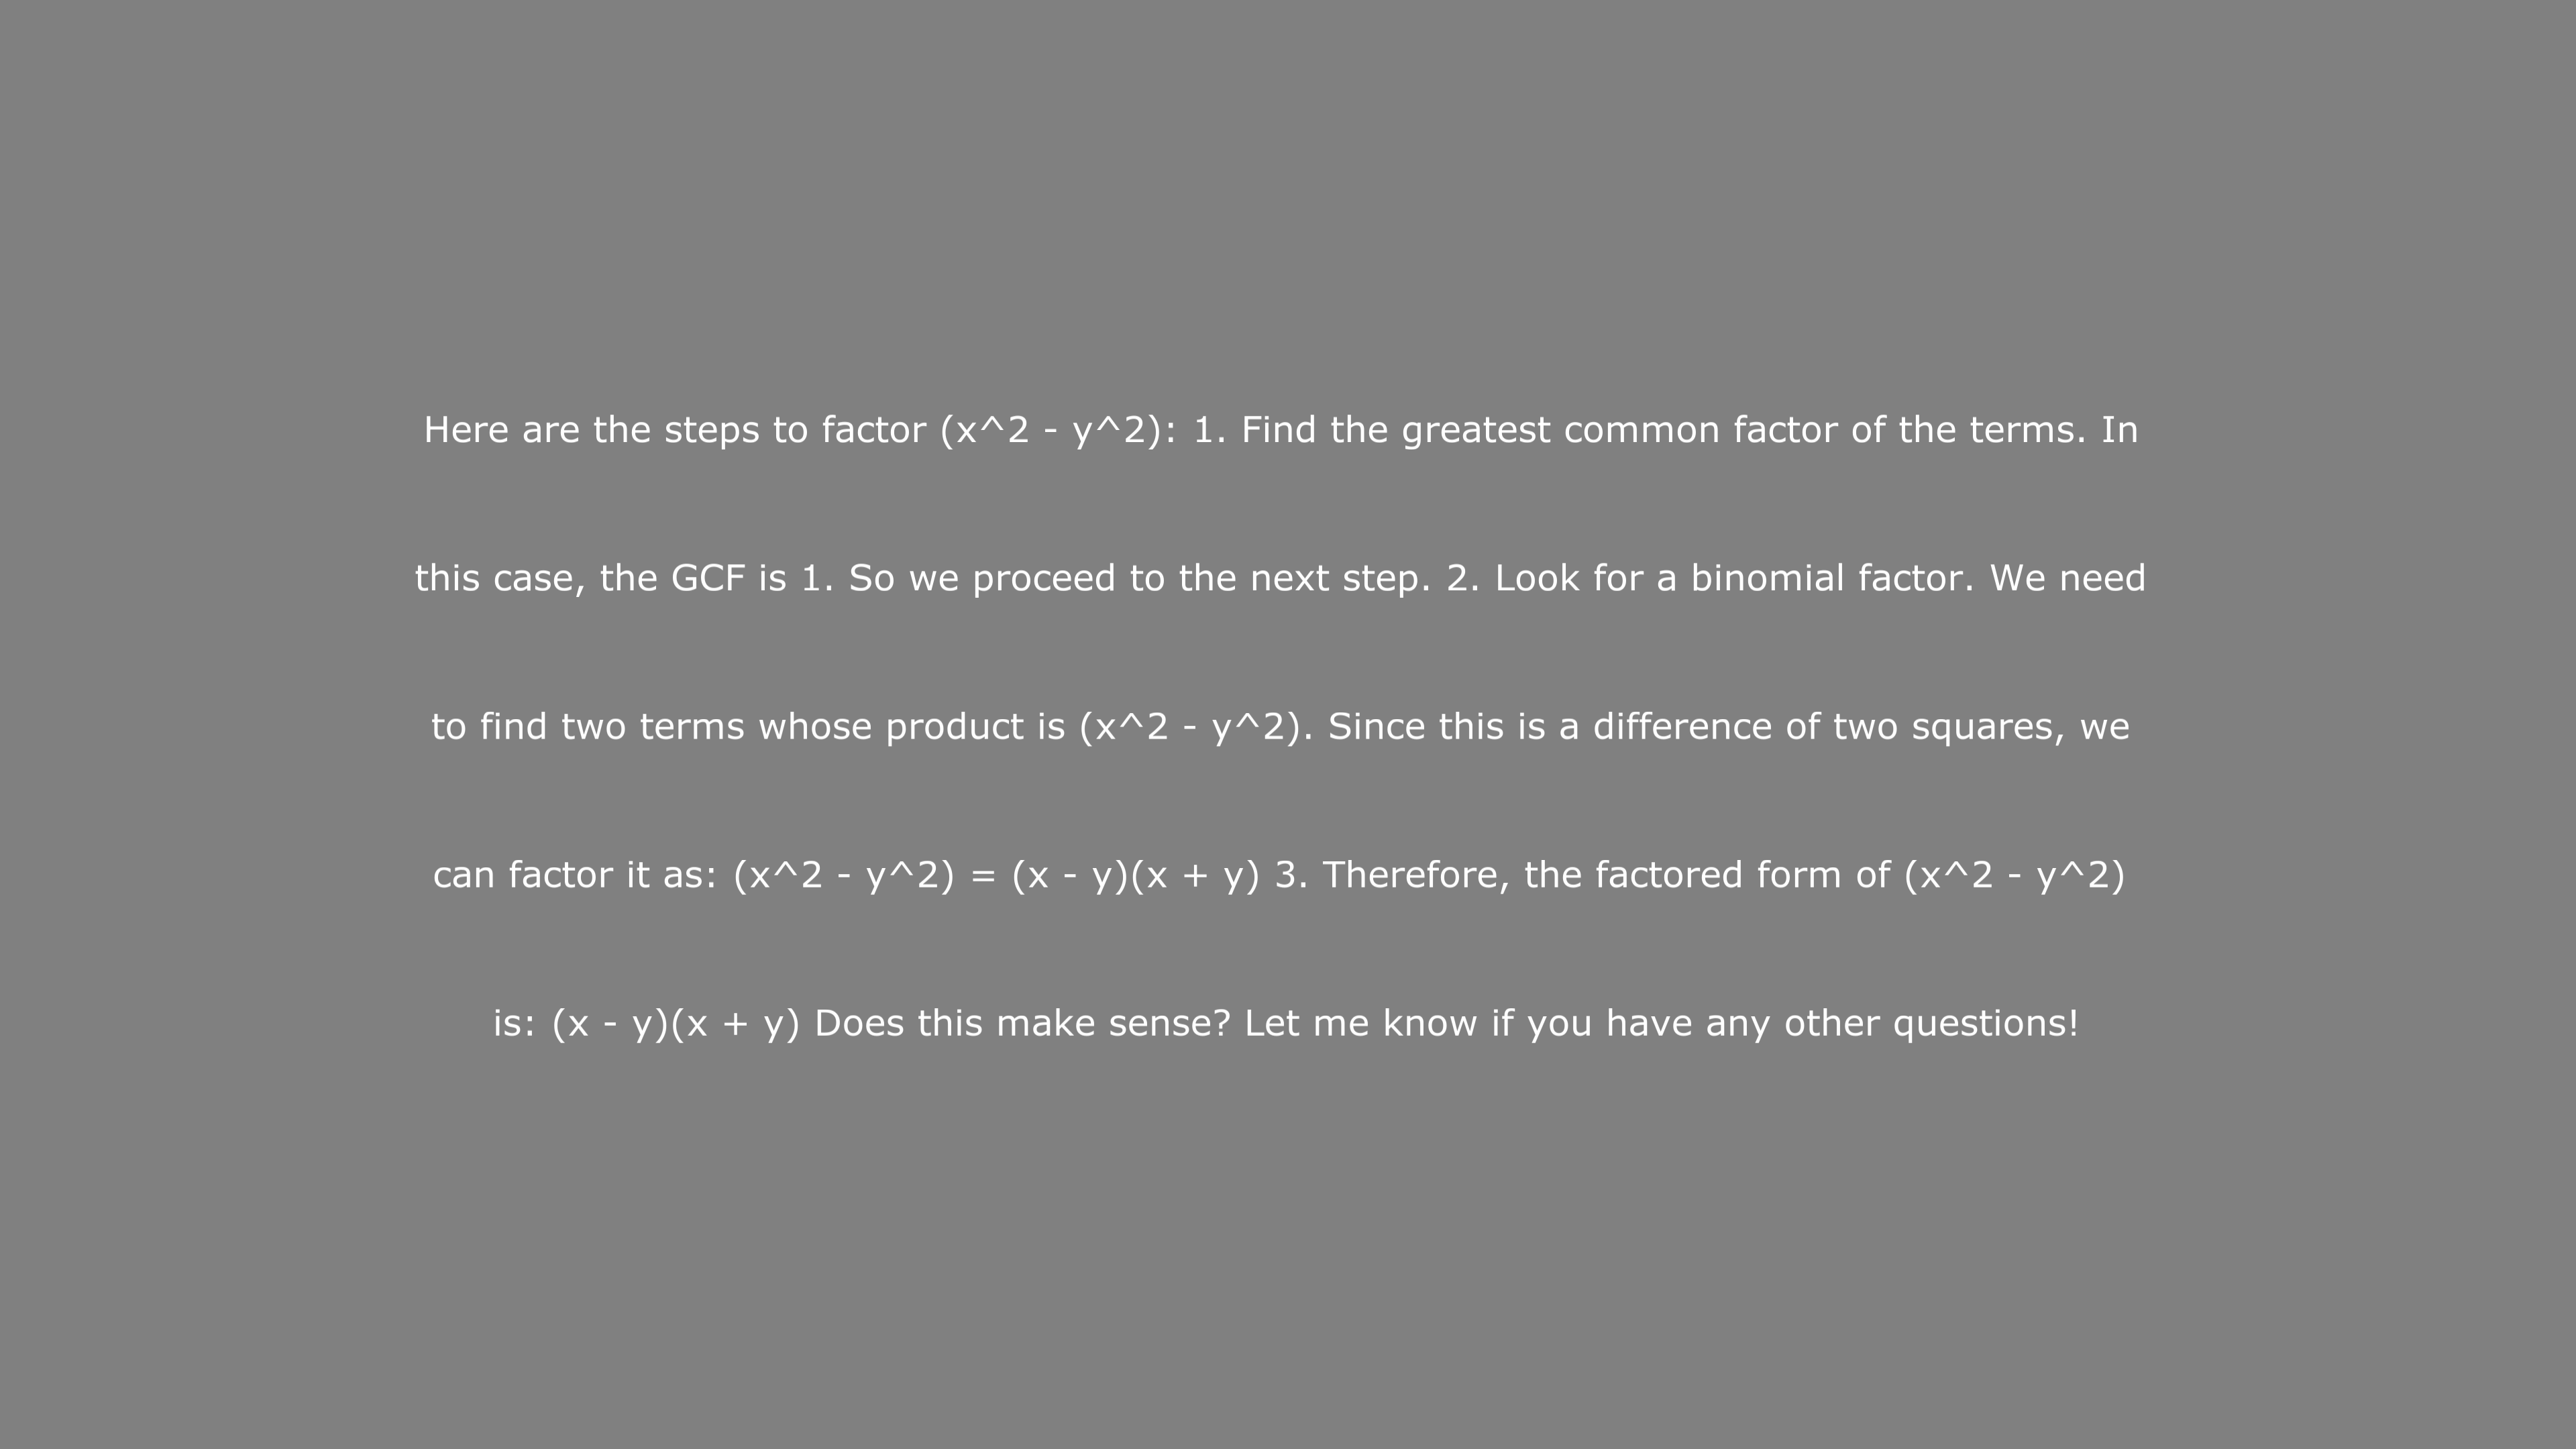 Here are the steps to factor (x^2 - y^2): 1. Find the greatest common factor of the terms. In
this case, the GCF is 1. So we proceed to the next step. 2. Look for a binomial factor. We need
to find two terms whose product is (x^2 - y^2). Since this is a difference of two squares, we
can factor it as: (x^2 - y^2) = (x - y)(x + y) 3. Therefore, the factored form of (x^2 - y^2)
is: (x - y)(x + y) Does this make sense? Let me know if you have any other questions!